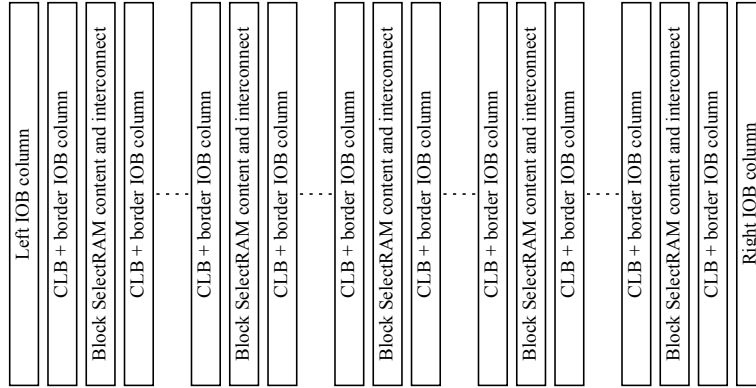 Left IOB column
CLB + border IOB column
Block SelectRAM content and interconnect
CLB + border IOB column
CLB + border IOB column
Block SelectRAM content and interconnect
CLB + border IOB column
CLB + border IOB column
Block SelectRAM content and interconnect
CLB + border IOB column
CLB + border IOB column
Block SelectRAM content and interconnect
CLB + border IOB column
CLB + border IOB column
Block SelectRAM content and interconnect
CLB + border IOB column
Right IOB column